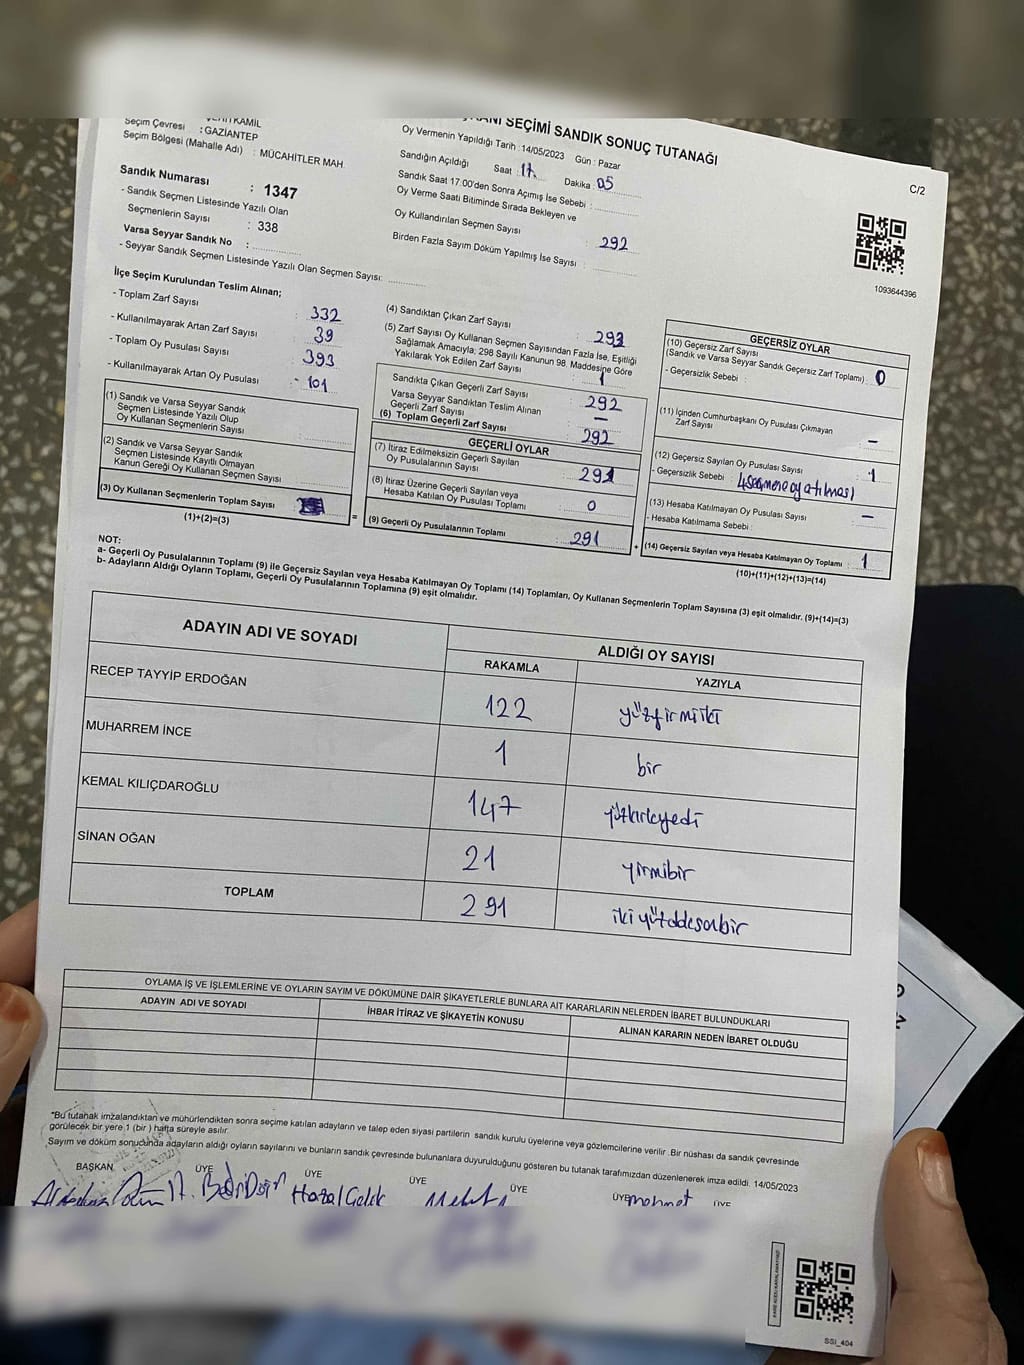 SEÇİMİ SANDIK SONUÇ TUTANAĞI
Seçim Çevresi : GAZİANTEP
Seçim Bölgesi (Mahalle Adı) : MÜCAHİTLER MAH.
Oy Vermenin Yapıldığı Tarih : 14/05/2023 Gün : Pazar
C/2
Sandığın Açıldığı Saat : 17. Dakika : 05
Sandık Saat 17.00'den Sonra Açımış İse Sebebi :
Oy Verme Saati Bitiminde Sırada Bekleyen ve
Oy Kullandırılan Seçmen Sayısı : 292
Birden Fazla Sayım Döküm Yapılmış İse Sayısı :
1093644396
Sandık Numarası : 1347
- Sandık Seçmen Listesinde Yazılı Olan
Seçmenlerin Sayısı : 338
Varsa Seyyar Sandık No :
- Seyyar Sandık Seçmen Listesinde Yazılı Olan Seçmen Sayısı:
İlçe Seçim Kurulundan Teslim Alınan;
- Toplam Zarf Sayısı : 332
- Kullanılmayarak Artan Zarf Sayısı : 39
- Toplam Oy Pusulası Sayısı : 393
- Kullanılmayarak Artan Oy Pusulası : 101
(1) Sandık ve Varsa Seyyar Sandık
Seçmen Listesinde Yazılı Olup
Oy Kullanan Seçmenlerin Sayısı :
(2) Sandık ve Varsa Seyyar Sandık
Seçmen Listesinde Kayıtlı Olmayan
Kanun Gereği Oy Kullanan Seçmen Sayısı :
(3) Oy Kullanan Seçmenlerin Toplam Sayısı :
(1)+(2)=(3)
(4) Sandıktan Çıkan Zarf Sayısı : 293
(5) Zarf Sayısı Oy Kullanan Seçmen Sayısından Fazla İse, Eşitliği
Sağlamak Amacıyla; 298 Sayılı Kanunun 98. Maddesine Göre
Yakılarak Yok Edilen Zarf Sayısı : 1
Sandıkta Çıkan Geçerli Zarf Sayısı : 292
Varsa Seyyar Sandıktan Teslim Alınan
Geçerli Zarf Sayısı : –
(6) Toplam Geçerli Zarf Sayısı : 292
GEÇERLİ OYLAR
(7) İtiraz Edilmeksizin Geçerli Sayılan
Oy Pusulalarının Sayısı : 291
(8) İtiraz Üzerine Geçerli Sayılan veya
Hesaba Katılan Oy Pusulası Toplamı : 0
(9) Geçerli Oy Pusulalarının Toplamı : 291
GEÇERSİZ OYLAR
(10) Geçersiz Zarf Sayısı
(Sandık ve Varsa Seyyar Sandık Geçersiz Zarf Toplamı) : 0
- Geçersizlik Sebebi :
(11) İçinden Cumhurbaşkanı Oy Pusulası Çıkmayan
Zarf Sayısı : –
(12) Geçersiz Sayılan Oy Pusulası Sayısı : 1
- Geçersizlik Sebebi :
(13) Hesaba Katılmayan Oy Pusulası Sayısı : –
- Hesaba Katılmama Sebebi :
(14) Geçersiz Sayılan veya Hesaba Katılmayan Oy Toplamı : 1
(10)+(11)+(12)+(13)=(14)
NOT:
a- Geçerli Oy Pusulalarının Toplamı (9) ile Geçersiz Sayılan veya Hesaba Katılmayan Oy Toplamı (14) Toplamları, Oy Kullanan Seçmenlerin Toplam Sayısına (3) eşit olmalıdır. (9)+(14)=(3)
b- Adayların Aldığı Oyların Toplamı, Geçerli Oy Pusulalarının Toplamına (9) eşit olmalıdır.
ADAYIN ADI VE SOYADI ALDIĞI OY SAYISI
RAKAMLA YAZIYLA
RECEP TAYYİP ERDOĞAN 122 yüzyirmiiki
MUHARREM İNCE 1 bir
KEMAL KILIÇDAROĞLU 147 yüzkırkyedi
SİNAN OĞAN 21 yirmibir
TOPLAM 291
OYLAMA İŞ VE İŞLEMLERİNE VE OYLARIN SAYIM VE DÖKÜMÜNE DAİR ŞİKAYETLERLE BUNLARA AİT KARARLARIN NELERDEN İBARET BULUNDUKLARI
ADAYIN ADI VE SOYADI İHBAR İTİRAZ VE ŞİKAYETİN KONUSU ALINAN KARARIN NEDEN İBARET OLDUĞU
*Bu tutanak imzalandıktan ve mühürlendikten sonra seçime katılan adayların ve talep eden siyasi partilerin sandık kurulu üyelerine veya gözlemcilerine verilir. Bir nüshası da sandık çevresinde
görülecek bir yere 1 (bir ) hafta süreyle asılır.
Sayım ve döküm sonucunda adayların aldığı oyların sayılarını ve bunların sandık çevresinde bulunanlara duyurulduğunu gösteren bu tutanak tarafımızdan düzenlenerek imza edildi. 14/05/2023
BAŞKAN ÜYE ÜYE ÜYE ÜYE ÜYE ÜYE
Hazal mehmet
SSİ_404